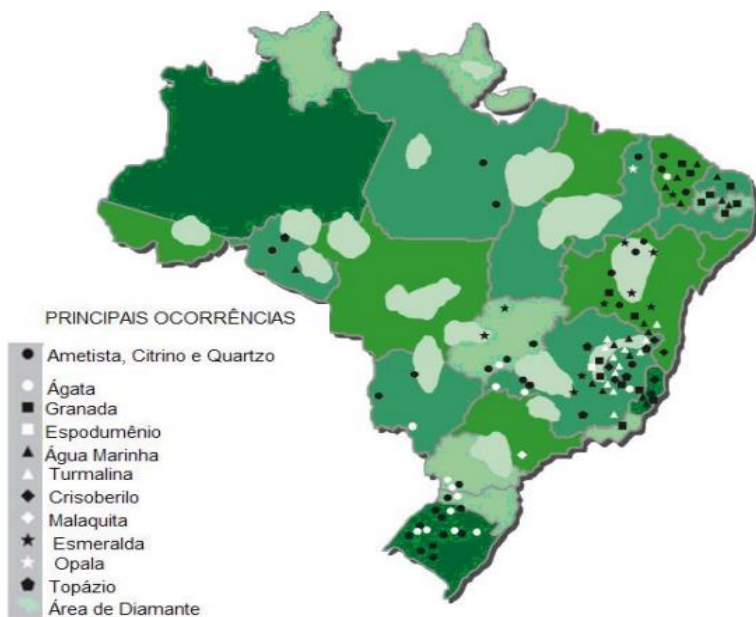 PRINCIPAIS OCORRÊNCIAS
Ametista, Citrino e Quartzo
Ágata
Granada
Espodumênio
Água Marinha
Turmalina
Crisoberilo
Malaquita
Esmeralda
Opala
Topázio
Área de Diamante